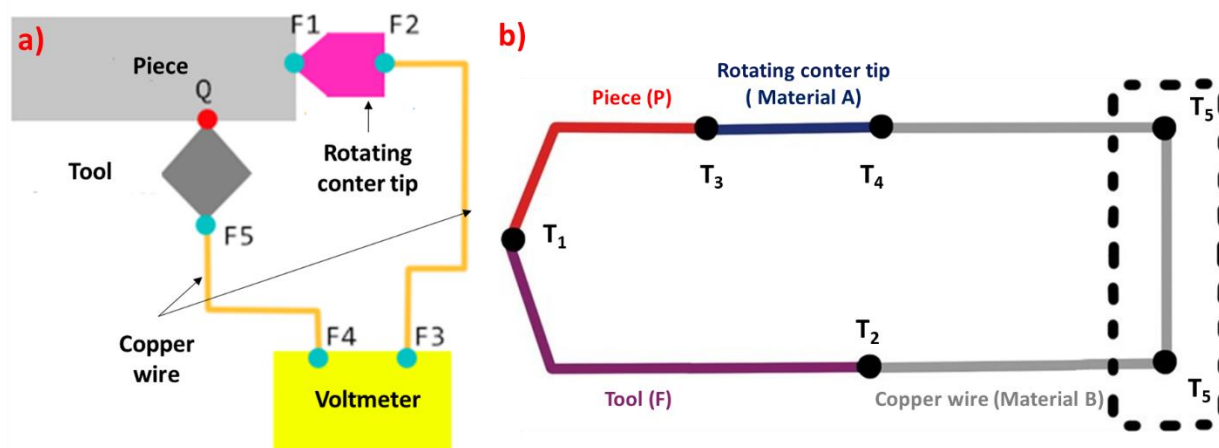 a)
F1
F2
Piece
Q
Tool
Rotating
conter tip
F5
Copper
wire
F4
F3
Voltmeter
b)
Rotating conter tip
( Material A)
Piece (P)
T5
T3
T4
T1
T2
T5
Tool (F)
Copper wire (Material B)